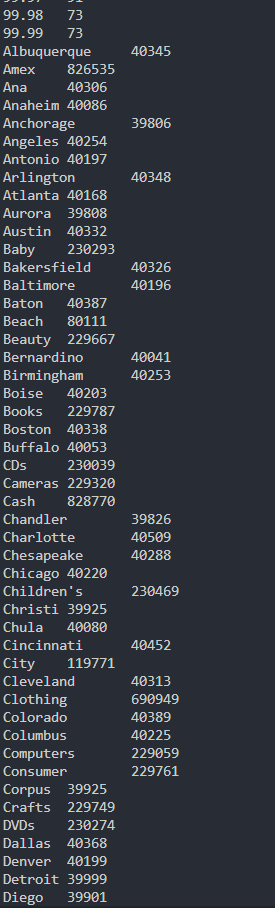 99.98 73
99.99 73
Albuquerque 40345
Amex 826535
Ana 40306
Anaheim 40086
Anchorage 39806
Angeles 40254
Antonio 40197
Arlington 40348
Atlanta 40168
Aurora 39808
Austin 40332
Baby 230293
Bakersfield 40326
Baltimore 40196
Baton 40387
Beach 80111
Beauty 229667
Bernardino 40041
Birmingham 40253
Boise 40203
Books 229787
Boston 40338
Buffalo 40053
CDs 230039
Cameras 229320
Cash 828770
Chandler 39826
Charlotte 40509
Chesapeake 40288
Chicago 40220
Children's 230469
Christi 39925
Chula 40080
Cincinnati 40452
City 119771
Cleveland 40313
Clothing 690949
Colorado 40389
Columbus 40225
Computers 229059
Consumer 229761
Corpus 39925
Crafts 229749
DVDs 230274
Dallas 40368
Denver 40199
Detroit 39999
Diego 39901